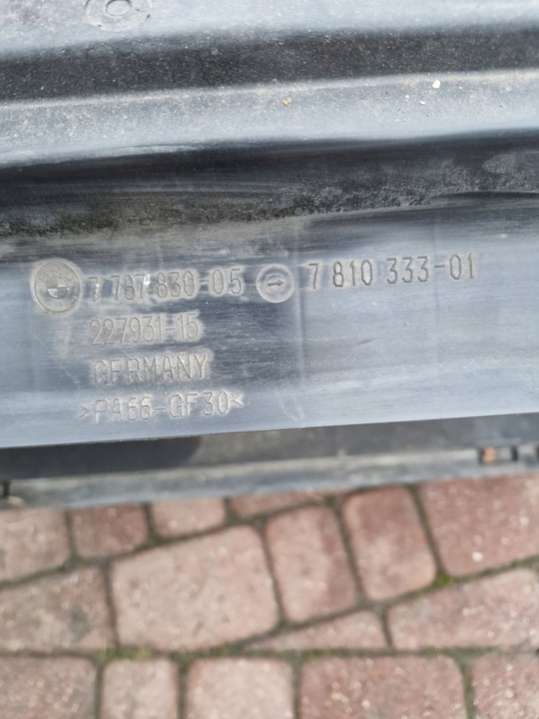 7 787 830-05 7 810 333-01
227931-15
GERMANY
>PA66-GF30<